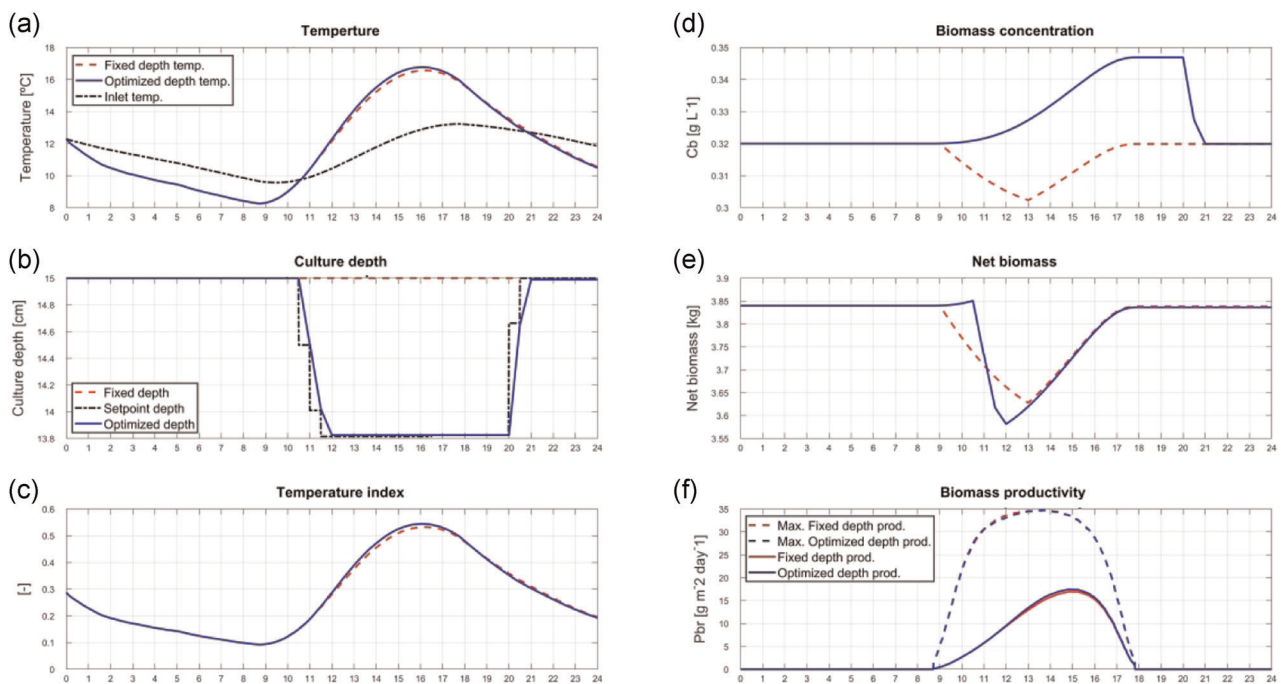 (a)
Temperture
Temperature [ºC]
18
16
14
12
10
8
Fixed depth temp.
Optimized depth temp.
Inlet temp.
0 1 2 3 4 5 6 7 8 9 10 11 12 13 14 15 16 17 18 19 20 21 22 23 24
(b)
Culture depth
Culture depth [cm]
15
14.8
14.6
14.4
14.2
14
13.8
Fixed depth
Setpoint depth
Optimized depth
0 1 2 3 4 5 6 7 8 9 10 11 12 13 14 15 16 17 18 19 20 21 22 23 24
(c)
Temperature index
[-]
0.6
0.5
0.4
0.3
0.2
0.1
0
0 1 2 3 4 5 6 7 8 9 10 11 12 13 14 15 16 17 18 19 20 21 22 23 24
(d)
Biomass concentration
Cb [g L⁻1]
0.35
0.34
0.33
0.32
0.31
0.3
0 1 2 3 4 5 6 7 8 9 10 11 12 13 14 15 16 17 18 19 20 21 22 23 24
(e)
Net biomass
Net biomass [kg]
3.9
3.85
3.8
3.75
3.7
3.65
3.6
3.55
0 1 2 3 4 5 6 7 8 9 10 11 12 13 14 15 16 17 18 19 20 21 22 23 24
(f)
Biomass productivity
Pbr [g m⁻2 day⁻1]
35
30
25
20
15
10
5
0
Max. Fixed depth prod.
Max. Optimized depth prod.
Fixed depth prod.
Optimized depth prod.
0 1 2 3 4 5 6 7 8 9 10 11 12 13 14 15 16 17 18 19 20 21 22 23 24